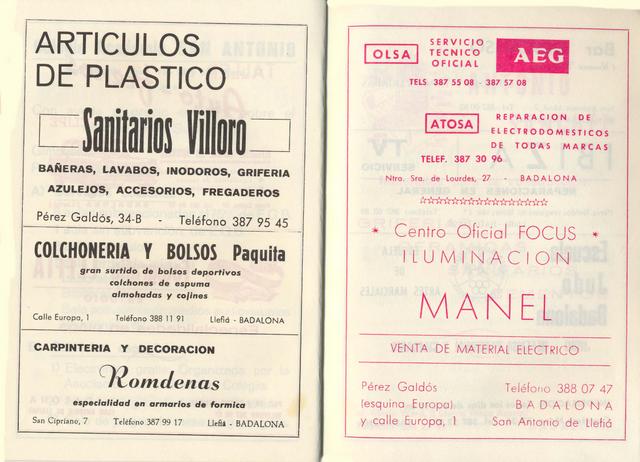 ARTICULOS
DE PLASTICO
Sanitarios Villoro
BAÑERAS, LAVABOS, INODOROS, GRIFERIA
AZULEJOS, ACCESORIOS, FREGADEROS
Pérez Galdós, 34-B - Teléfono 387 95 45
COLCHONERIA Y BOLSOS Paquita
gran surtido de bolsos deportivos
colchones de espuma
almohadas y cojines
Calle Europa, 1 Teléfono 388 11 91 Llefiá - BADALONA
CARPINTERIA Y DECORACION
Romdenas
especialidad en armarios de formica
San Cipriano, 7 Teléfono 387 99 17 Llefiá - BADALONA
OLSA SERVICIO TECNICO OFICIAL AEG
TELS. 387 55 08 - 387 57 08
ATOSA REPARACION DE
ELECTRODOMESTICOS
DE TODAS MARCAS
TELEF. 387 30 96
Ntra. Sra. de Lourdes, 27 - BADALONA
☆☆☆☆☆☆☆☆☆☆☆☆☆☆☆☆☆☆
* Centro Oficial FOCUS *
ILUMINACION
MANEL
VENTA DE MATERIAL ELECTRICO
Pérez Galdós Teléfono 388 07 47
(esquina Europa) BADALONA
y calle Europa, 1 San Antonio de Llefiá